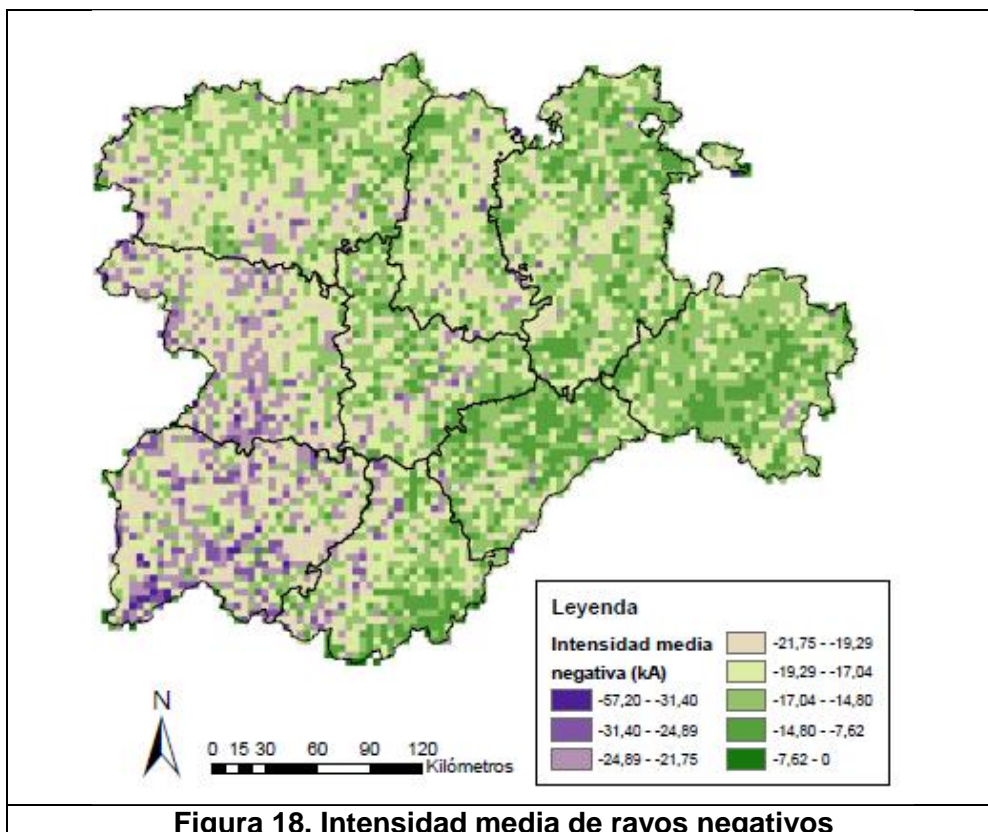 Leyenda
Intensidad media
negativa (kA)
-57,20 - -31,40
-31,40 - -24,89
-24,89 - -21,75
-21,75 - -19,29
-19,29 - -17,04
-17,04 - -14,80
-14,80 - -7,62
-7,62 - 0
N
0 15 30 60 90 120
Kilómetros
Figura 18. Intensidad media de rayos negativos